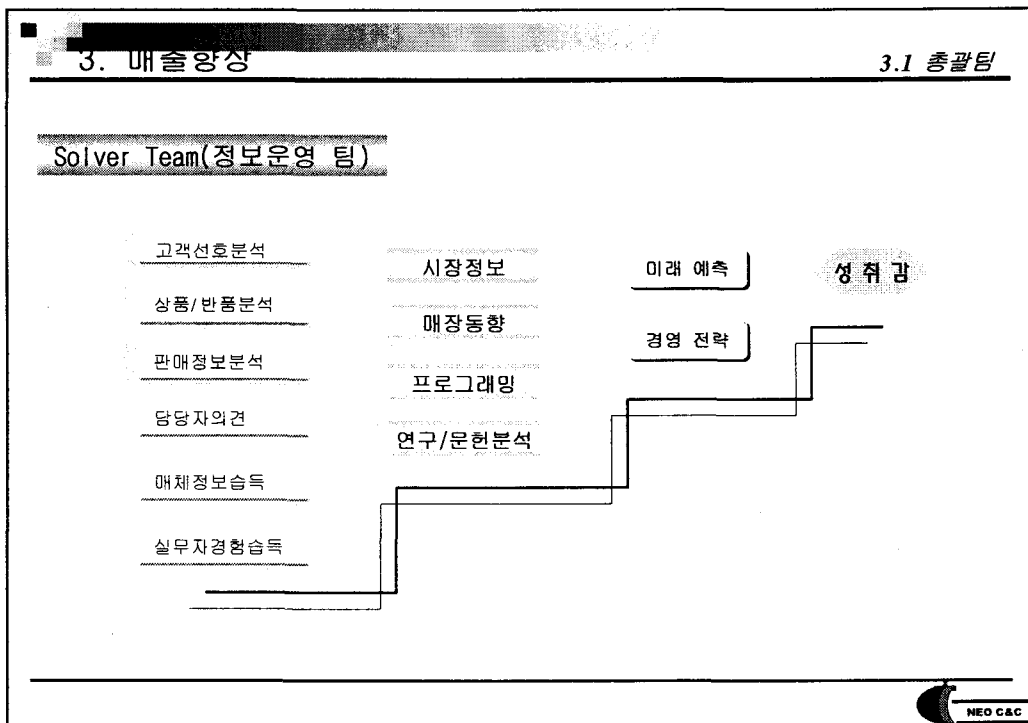 3. 매출향상
3.1 총괄팀
Solver Team(정보운영 팀)
고객선호분석
상품/반품분석
판매정보분석
담당자의견
매체정보습득
실무자경험습득
시장정보
매장동향
프로그래밍
연구/문헌분석
미래 예측
경영 전략
성 취 감
NEO C&C